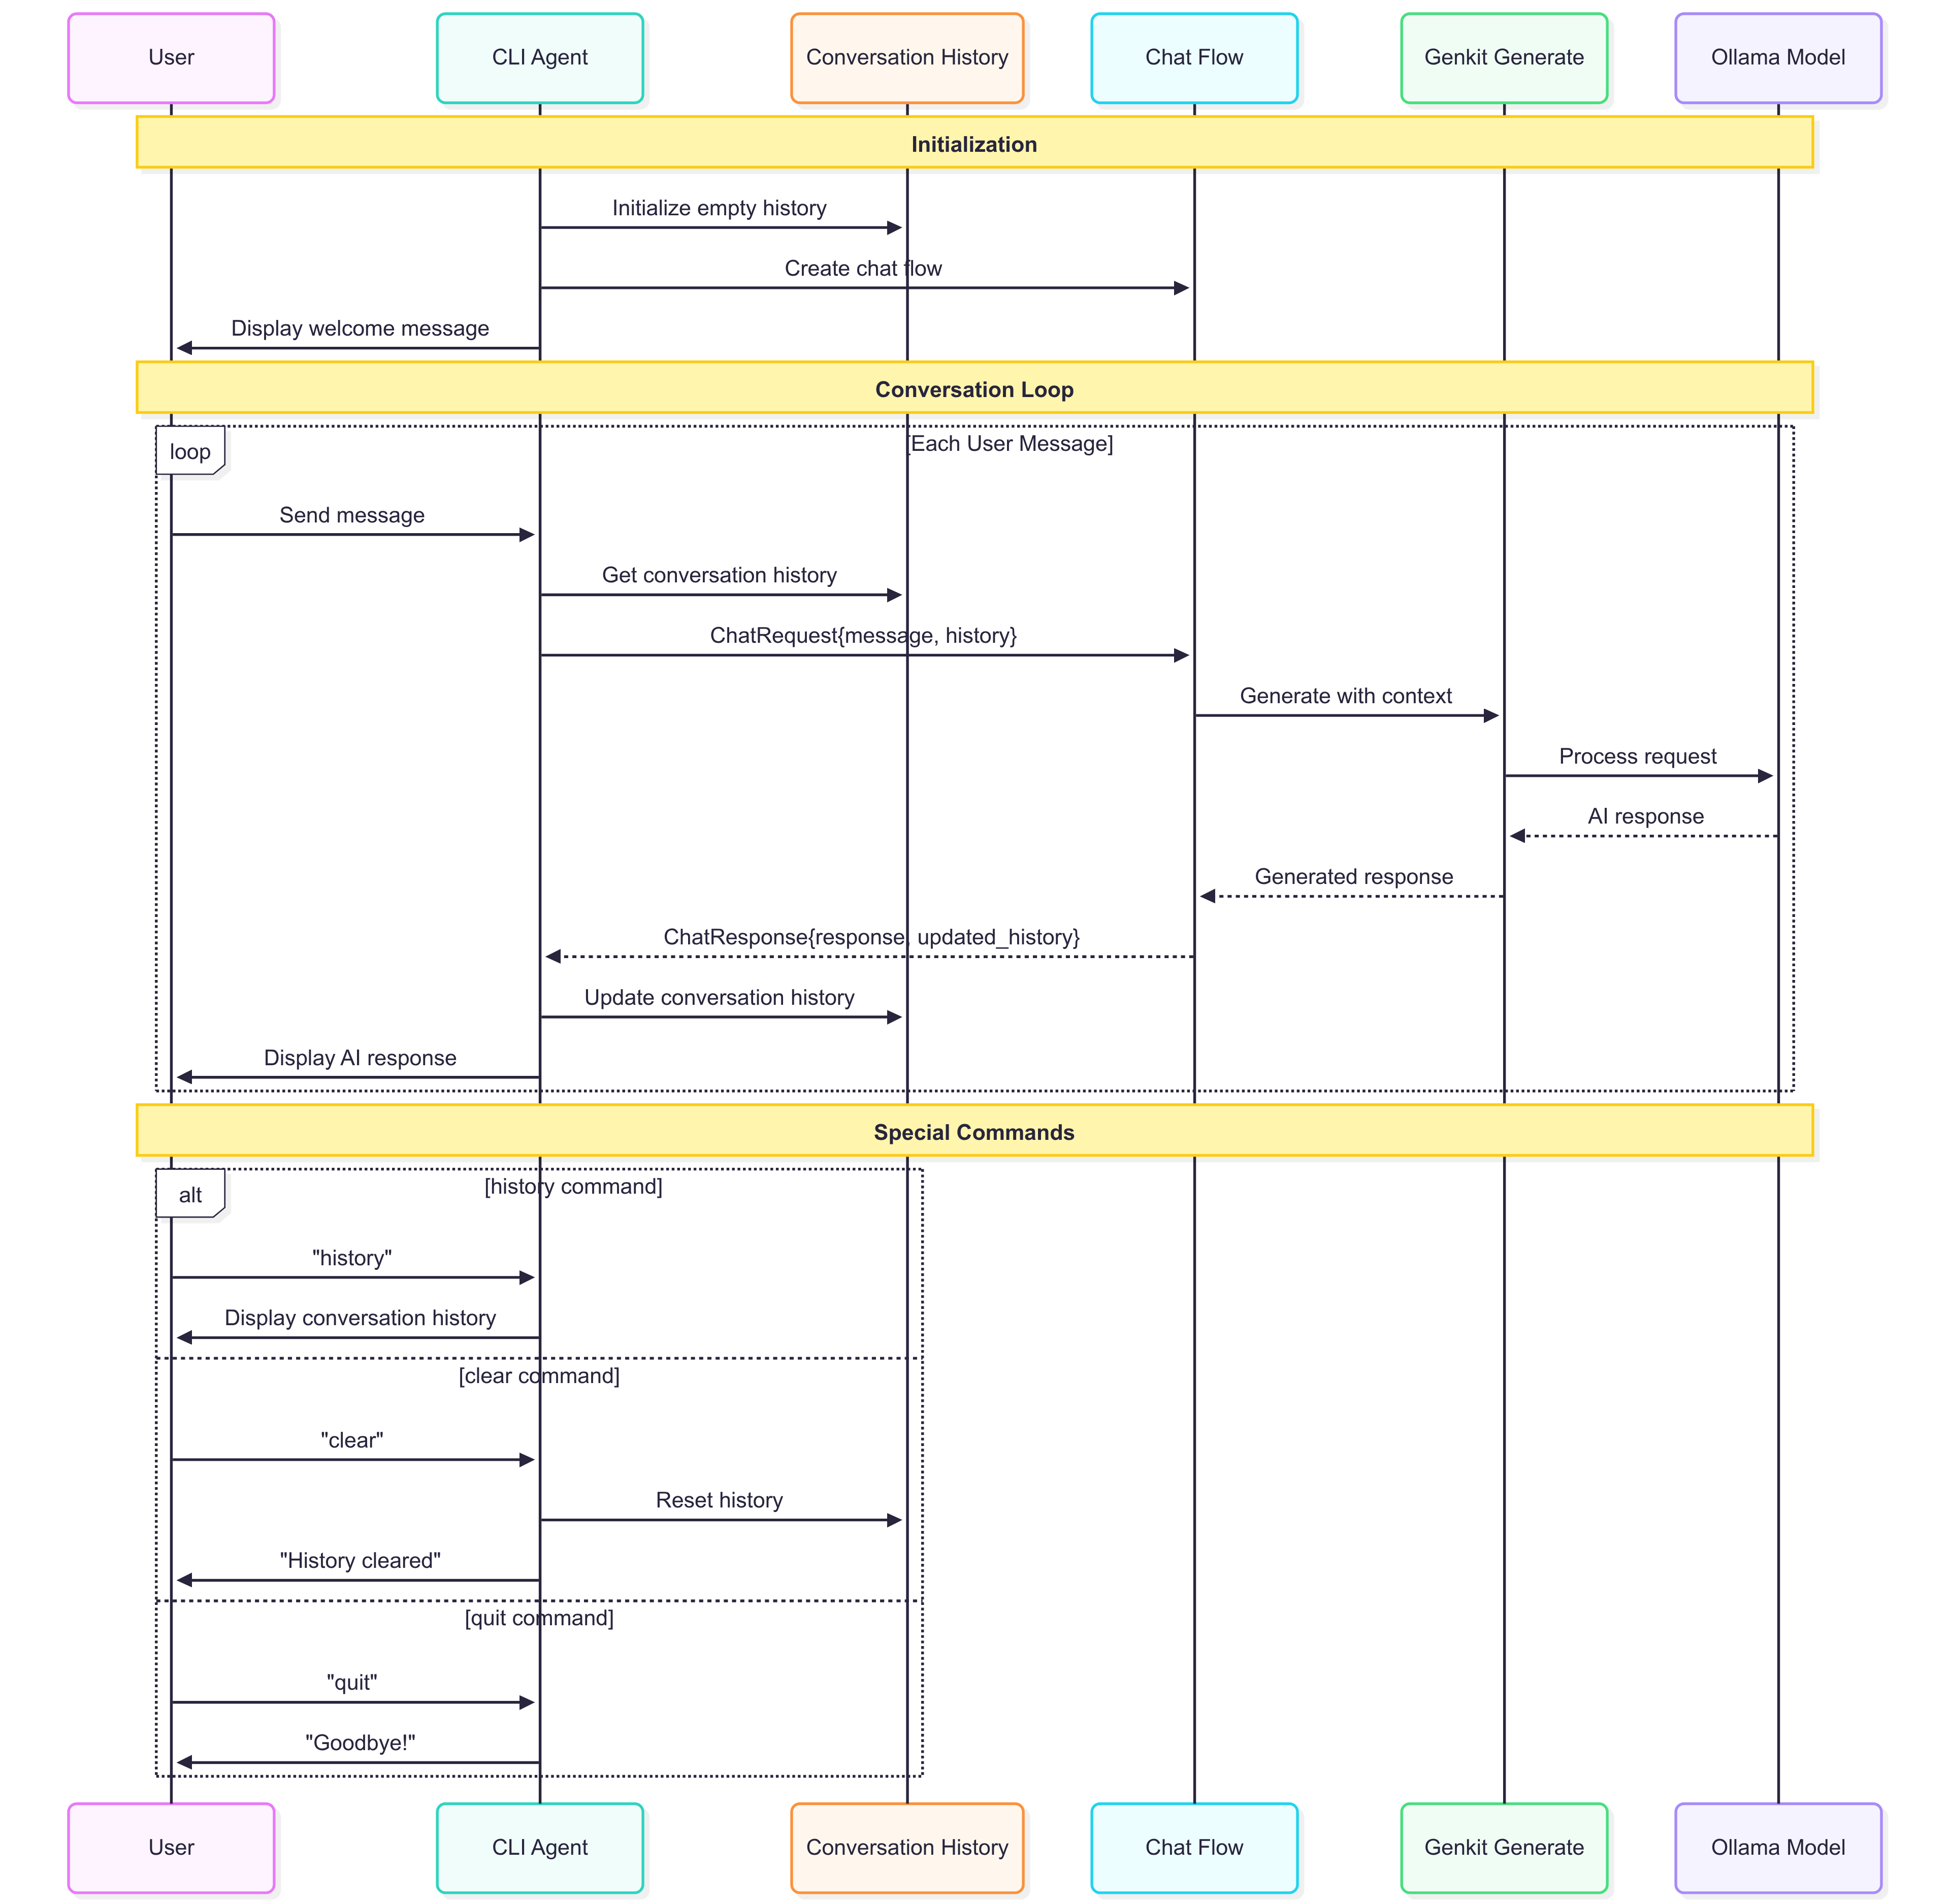 User
CLI Agent
Conversation History
Chat Flow
Genkit Generate
Ollama Model
Initialization
Initialize empty history
Create chat flow
Display welcome message
Conversation Loop
loop
[Each User Message]
Send message
Get conversation history
ChatRequest{message, history}
Generate with context
Process request
AI response
Generated response
ChatResponse{response, updated_history}
Update conversation history
Display AI response
Special Commands
alt
[history command]
"history"
Display conversation history
[clear command]
"clear"
Reset history
"History cleared"
[quit command]
"quit"
"Goodbye!"
User
CLI Agent
Conversation History
Chat Flow
Genkit Generate
Ollama Model